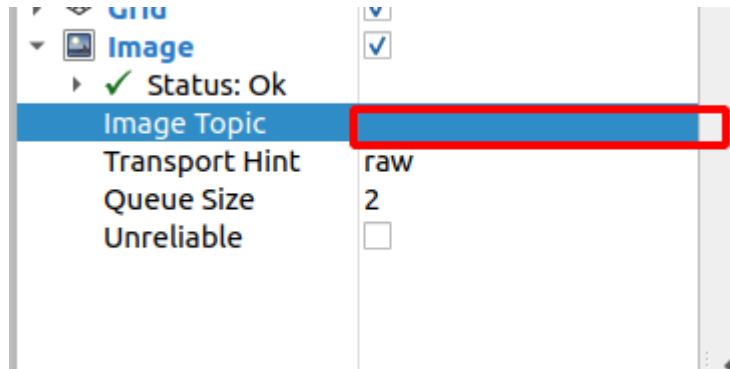 Grid
Image
Status: Ok
Image Topic
Transport Hint raw
Queue Size 2
Unreliable